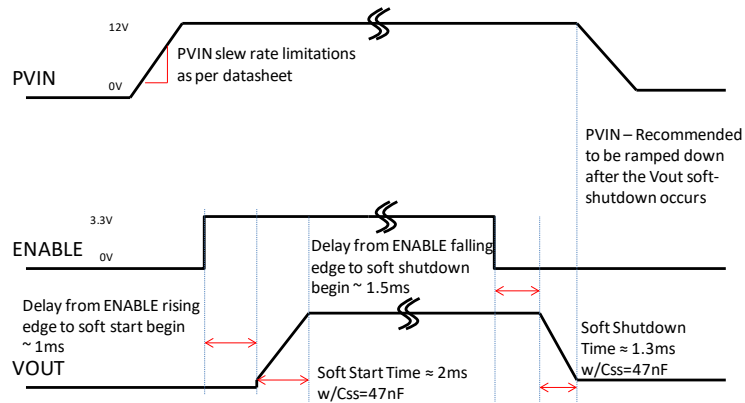 12V
PVIN slew rate limitations
as per datasheet
PVIN
0V
PVIN – Recommended
to be ramped down
after the Vout soft-
shutdown occurs
3.3V
ENABLE
0V
Delay from ENABLE falling
edge to soft shutdown
begin ~ 1.5ms
Delay from ENABLE rising
edge to soft start begin
~ 1ms
VOUT
Soft Start Time ≈ 2ms
w/Css=47nF
Soft Shutdown
Time ≈ 1.3ms
w/Css=47nF